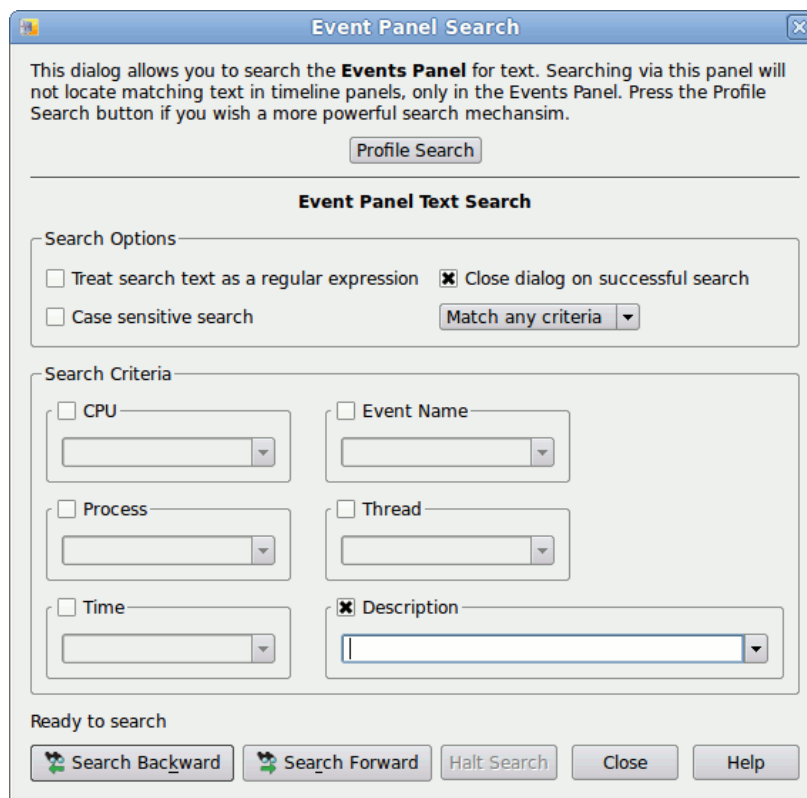 Event Panel Search
This dialog allows you to search the Events Panel for text. Searching via this panel will
not locate matching text in timeline panels, only in the Events Panel. Press the Profile
Search button if you wish a more powerful search mechansim.
Profile Search
Event Panel Text Search
Search Options
Treat search text as a regular expression Close dialog on successful search
Case sensitive search Match any criteria
Search Criteria
CPU Event Name
Process Thread
Time Description
Ready to search
Search Backward Search Forward Halt Search Close Help